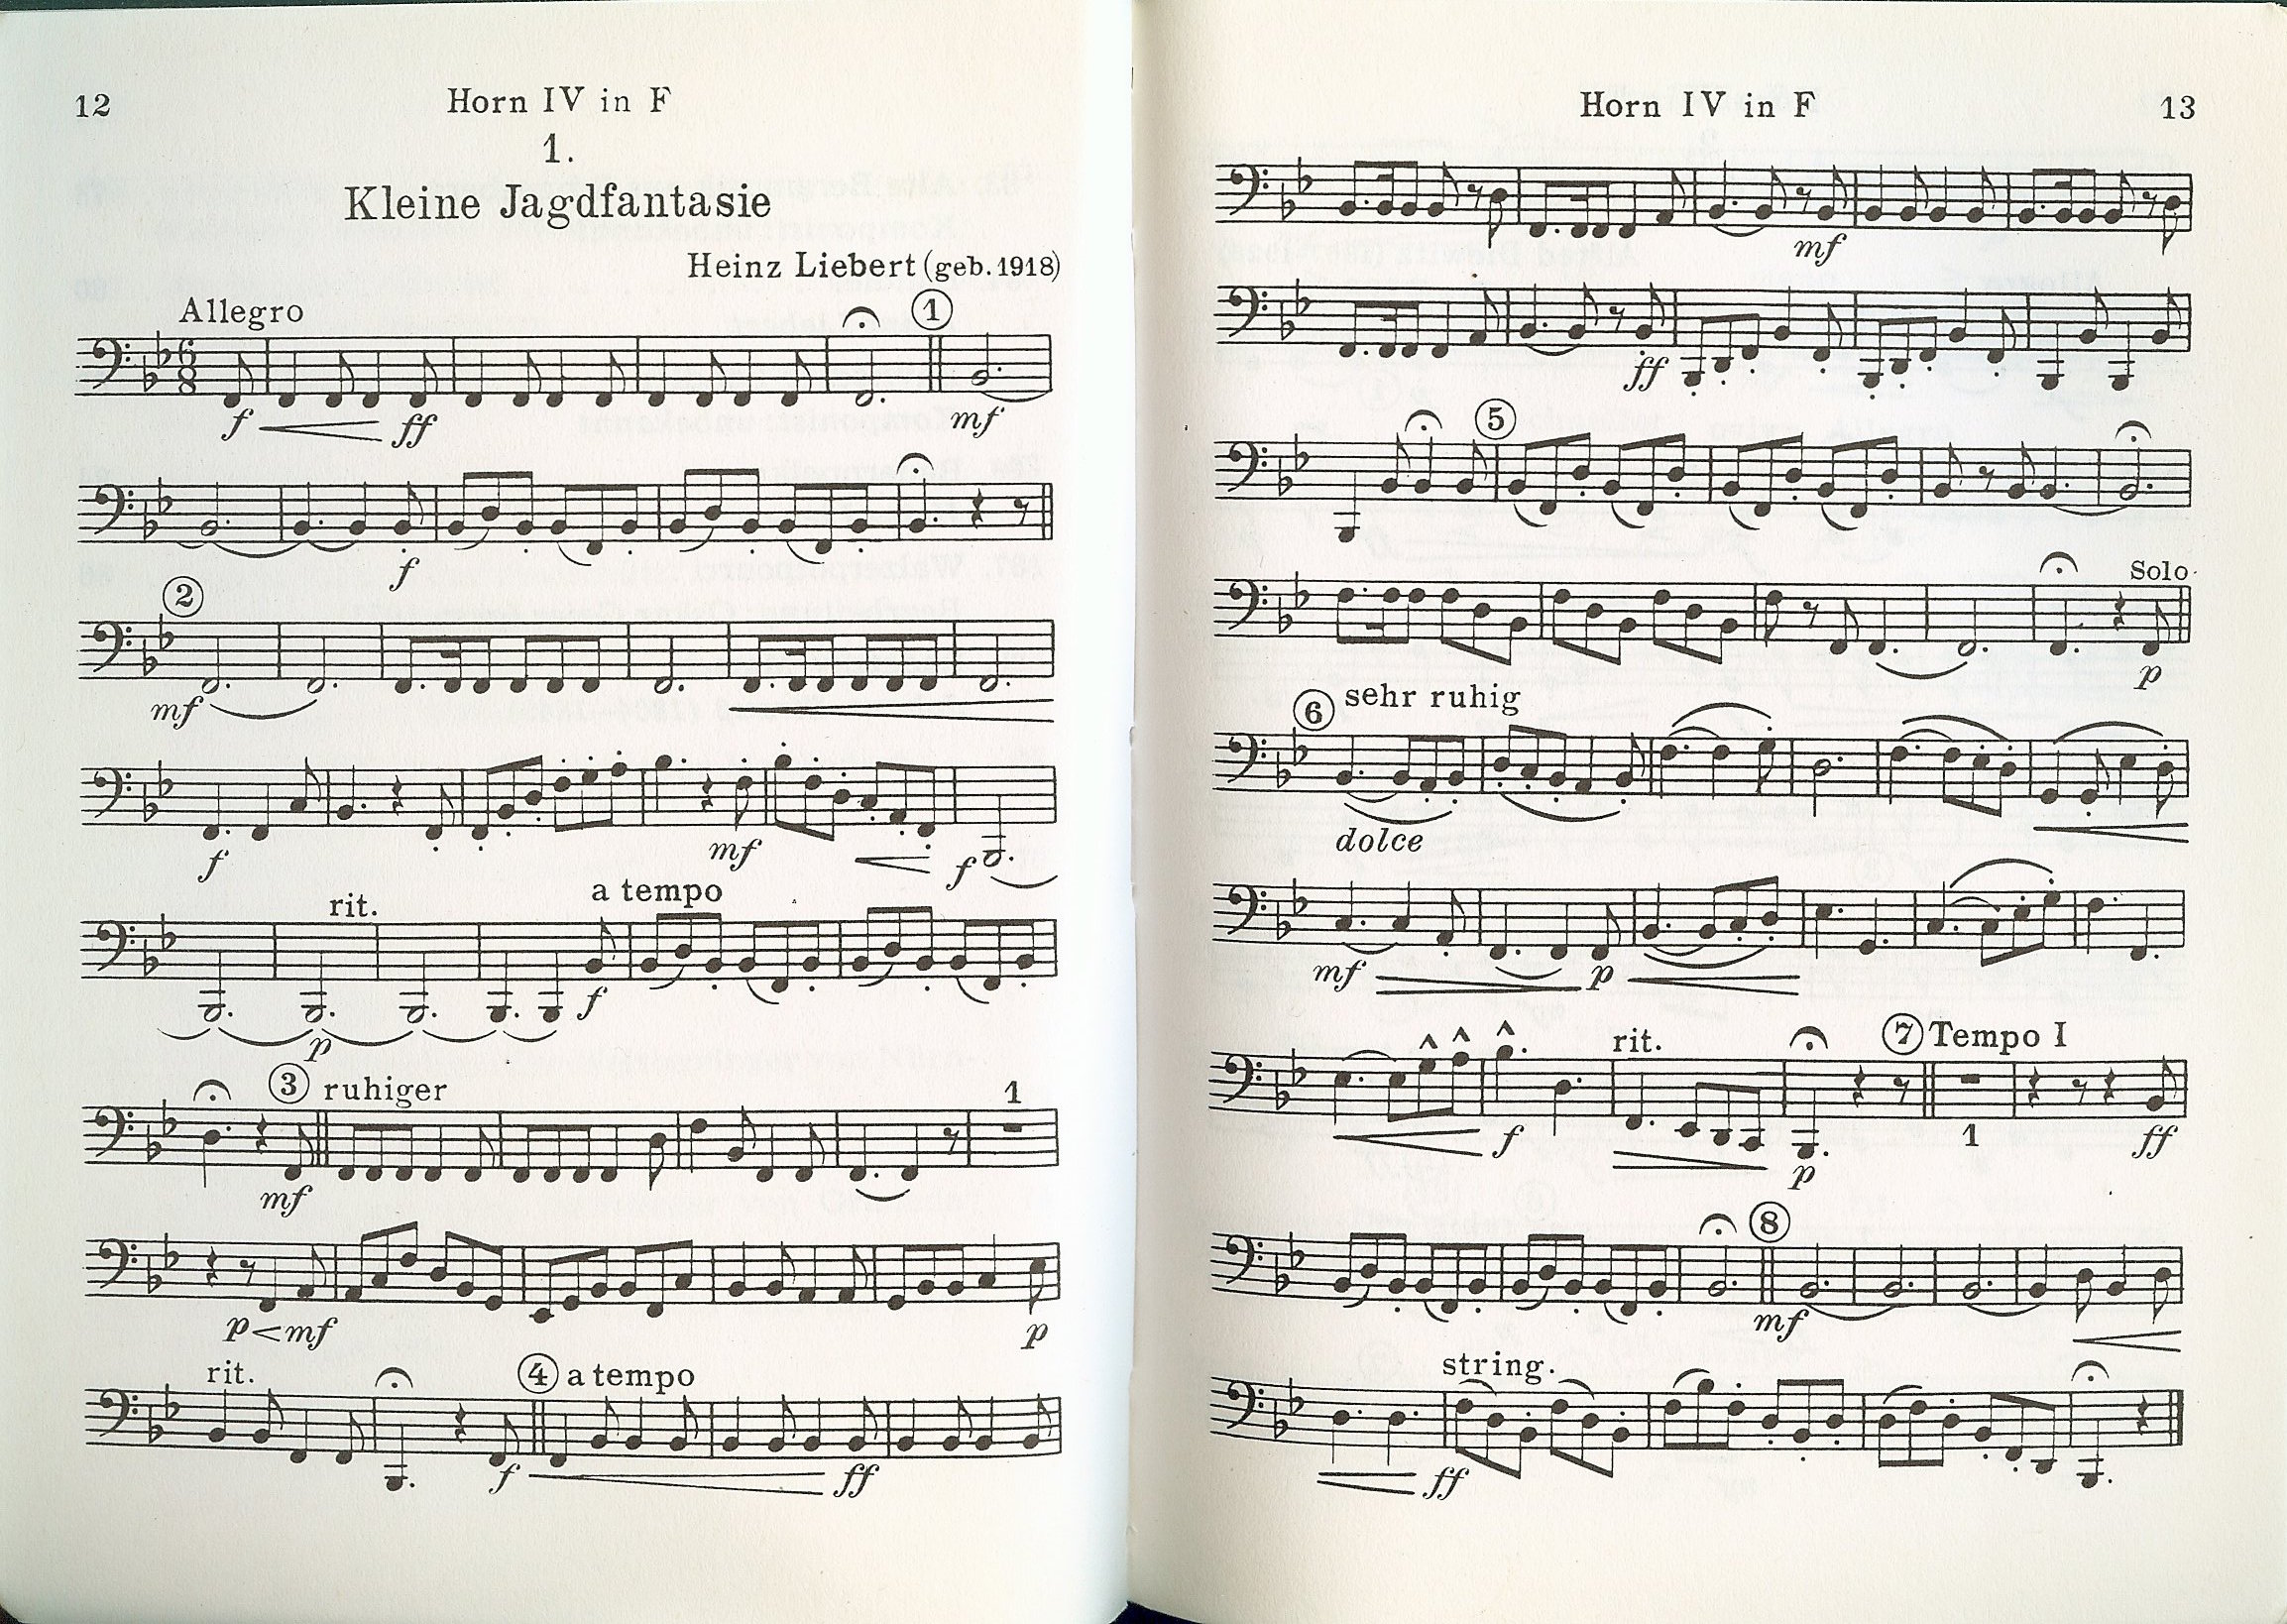 12
Horn IV in F
1.
Kleine Jagdfantasie
Heinz Liebert (geb. 1918)
Allegro
1
6
8
f
ff
mf
f
2
mf
f
mf
f
rit.
a tempo
p
f
3 ruhiger
1
mf
p < mf
p
rit.
4 a tempo
f
ff
Horn IV in F
13
mf
ff
5
Solo
p
6 sehr ruhig
dolce
mf
p
rit.
7 Tempo I
f
p
1
ff
8
mf
string.
ff